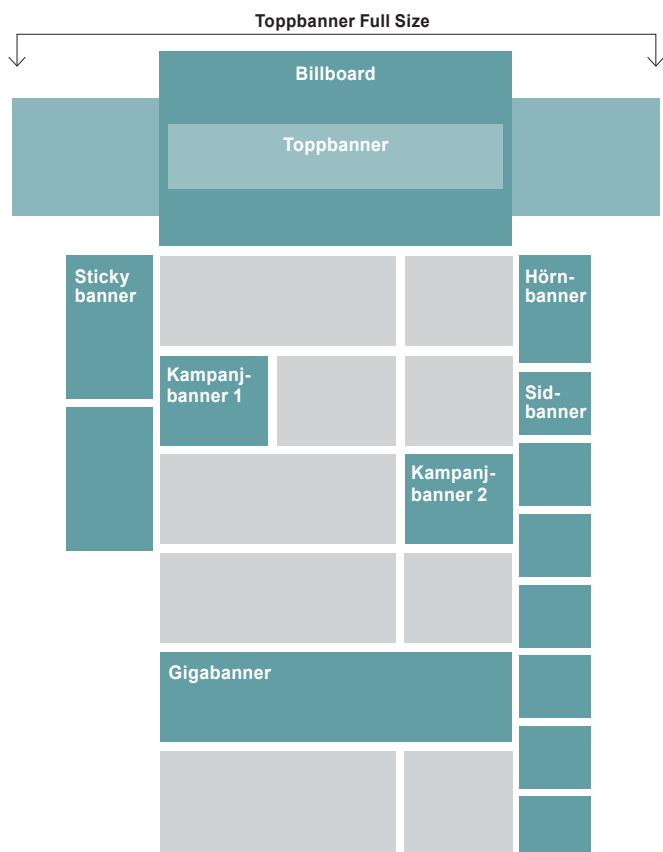 Toppbanner Full Size
Billboard
Toppbanner
Sticky
banner
Hörn-
banner
Kampanj-
banner 1
Sid-
banner
Kampanj-
banner 2
Gigabanner